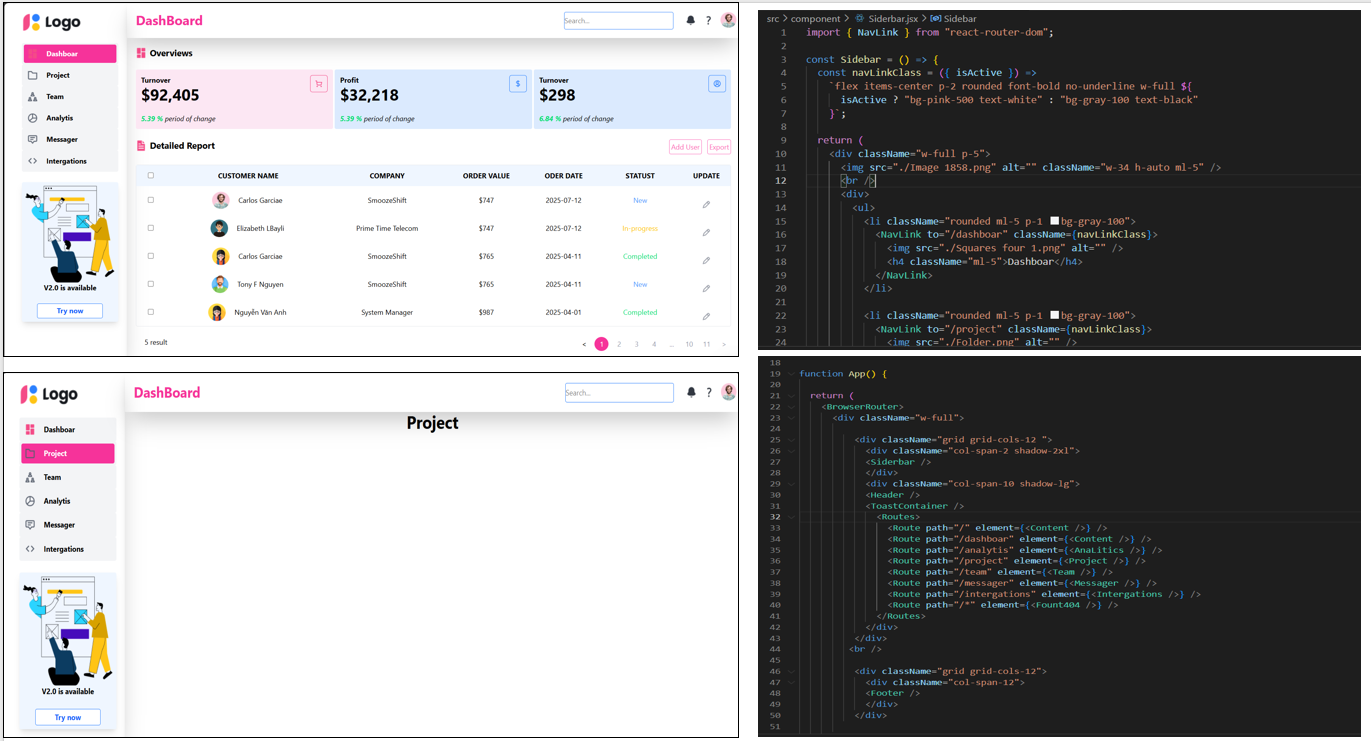 Logo
DashBoard
Search...
?
Dashboar
Project
Team
Analytis
Messager
Intergations
V2.0 is available
Try now
Overviews
Turnover
$92,405
5.39 % period of change
Profit
$
$32,218
5.39 % period of change
Turnover
$298
6.84 % period of change
Detailed Report
Add User
Export
CUSTOMER NAME COMPANY ORDER VALUE ODER DATE STATUST UPDATE
Carlos Garciae SmoozeShift $747 2025-07-12 New
Elizabeth LBayli Prime Time Telecom $747 2025-07-12 In-progress
Carlos Garciae SmoozeShift $765 2025-04-11 Completed
Tony F Nguyen SmoozeShift $765 2025-04-11 New
Nguyễn Văn Anh System Manager $987 2025-04-01 Completed
5 result
< 1 2 3 4 ... 10 11 >
src > component > Siderbar.jsx > Sidebar
1 import { NavLink } from "react-router-dom";
2
3 const Sidebar = () => {
4 const navLinkClass = ({ isActive }) =>
5 `flex items-center p-2 rounded font-bold no-underline w-full ${
6 isActive ? "bg-pink-500 text-white" : "bg-gray-100 text-black"
7 }`;
8
9 return (
10 <div className="w-full p-5">
11 <img src="./Image 1858.png" alt="" className="w-34 h-auto ml-5" />
12 <br />
13 <div>
14 <ul>
15 <li className="rounded ml-5 p-1 bg-gray-100">
16 <NavLink to="/dashboar" className={navLinkClass}>
17 <img src="./Squares four 1.png" alt="" />
18 <h4 className="ml-5">Dashboar</h4>
19 </NavLink>
20 </li>
21
22 <li className="rounded ml-5 p-1 bg-gray-100">
23 <NavLink to="/project" className={navLinkClass}>
24 <img src="./Folder.png" alt="" />
Logo
DashBoard
Search...
?
Dashboar
Project
Team
Analytis
Messager
Intergations
V2.0 is available
Try now
Project
18
19 function App() {
20
21 return (
22 <BrowserRouter>
23 <div className="w-full">
24
25 <div className="grid grid-cols-12 ">
26 <div className="col-span-2 shadow-2xl">
27 <Siderbar />
28 </div>
29 <div className="col-span-10 shadow-lg">
30 <Header />
31 <ToastContainer />
32 <Routes>
33 <Route path="/" element={<Content />} />
34 <Route path="/dashboar" element={<Content />} />
35 <Route path="/analytis" element={<AnaLitics />} />
36 <Route path="/project" element={<Project />} />
37 <Route path="/team" element={<Team />} />
38 <Route path="/messager" element={<Messager />} />
39 <Route path="/intergations" element={<Intergations />} />
40 <Route path="/*" element={<Fount404 />} />
41 </Routes>
42 </div>
43 </div>
44 <br />
45
46 <div className="grid grid-cols-12">
47 <div className="col-span-12">
48 <Footer />
49 </div>
50 </div>
51